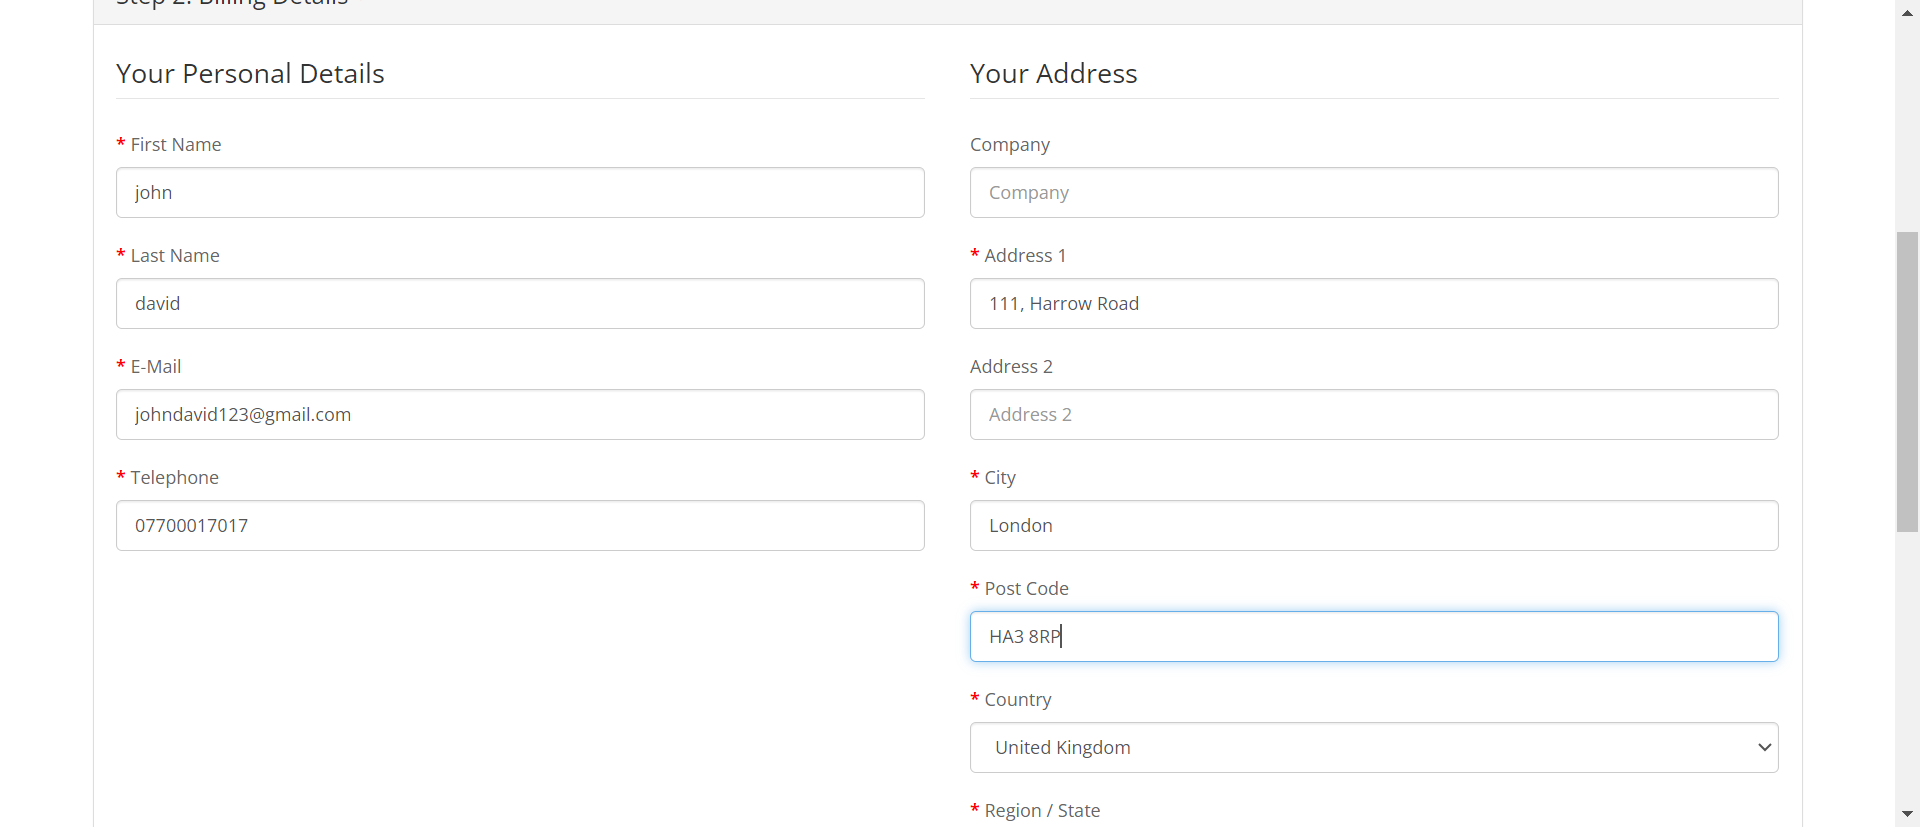 Step 2: Billing Details
Your Personal Details
* First Name
john
* Last Name
david
* E-Mail
johndavid123@gmail.com
* Telephone
07700017017
Your Address
Company
Company
* Address 1
111, Harrow Road
Address 2
Address 2
* City
London
* Post Code
HA3 8RP
* Country
United Kingdom
* Region / State